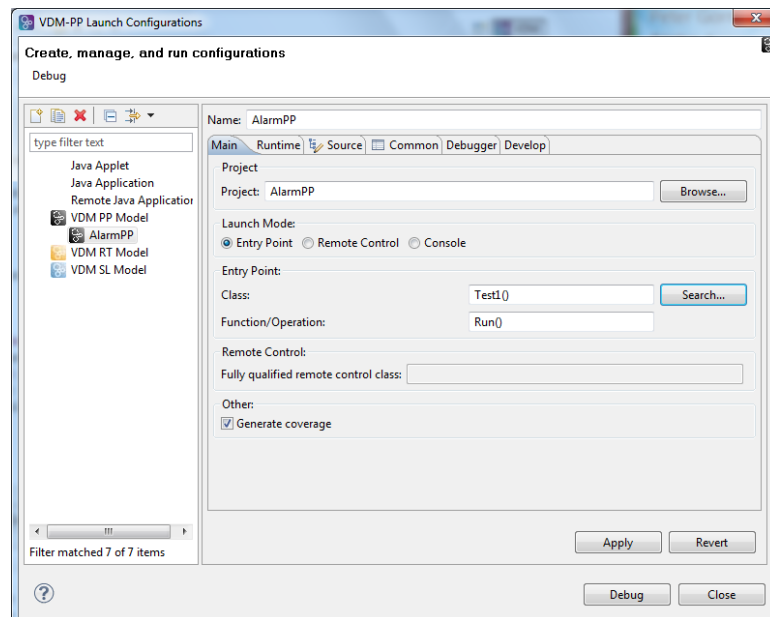 VDM-PP Launch Configurations
Create, manage, and run configurations
Debug
type filter text
Java Applet
Java Application
Remote Java Application
VDM PP Model
AlarmPP
VDM RT Model
VDM SL Model
Filter matched 7 of 7 items
Name: AlarmPP
Main Runtime Source Common Debugger Develop
Project
Project: AlarmPP Browse...
Launch Mode:
Entry Point Remote Control Console
Entry Point:
Class: Test1() Search...
Function/Operation: Run()
Remote Control:
Fully qualified remote control class:
Other:
Generate coverage
Apply Revert
Debug Close